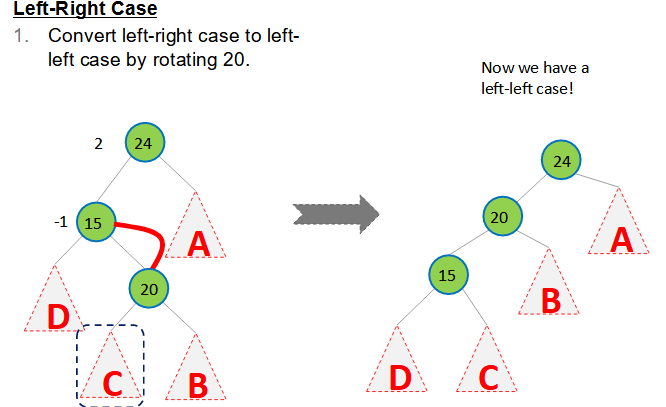 Left-Right Case
1. Convert left-right case to left-
left case by rotating 20.
Now we have a
left-left case!
2
24
-1
15
A
20
D
C
B
24
20
A
15
B
D
C